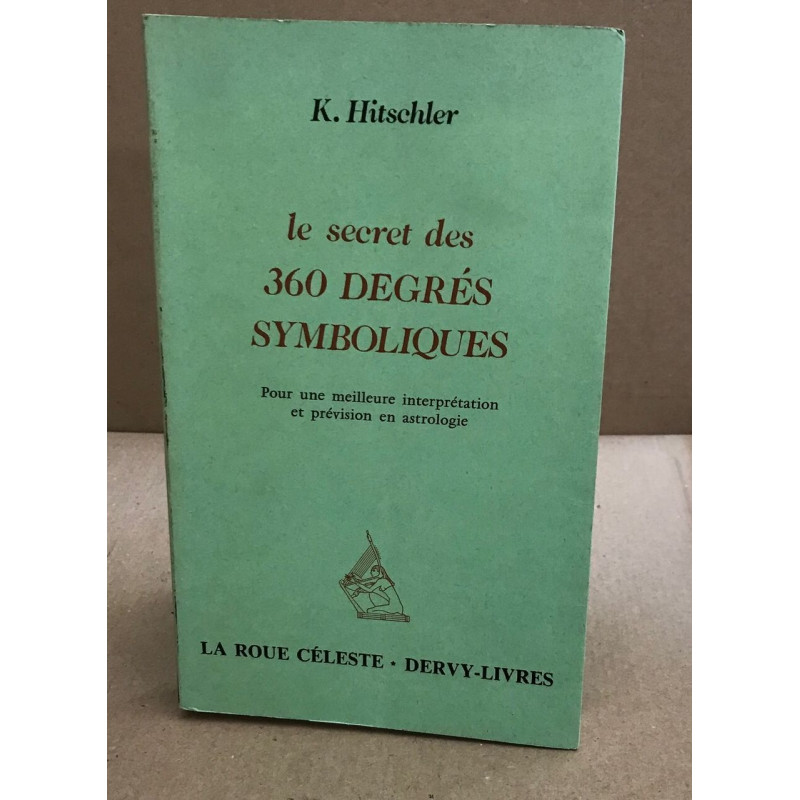 K. Hitschler
le secret des
360 DEGRÉS
SYMBOLIQUES
Pour une meilleure interprétation
et prévision en astrologie
LA ROUE CÉLESTE • DERVY-LIVRES